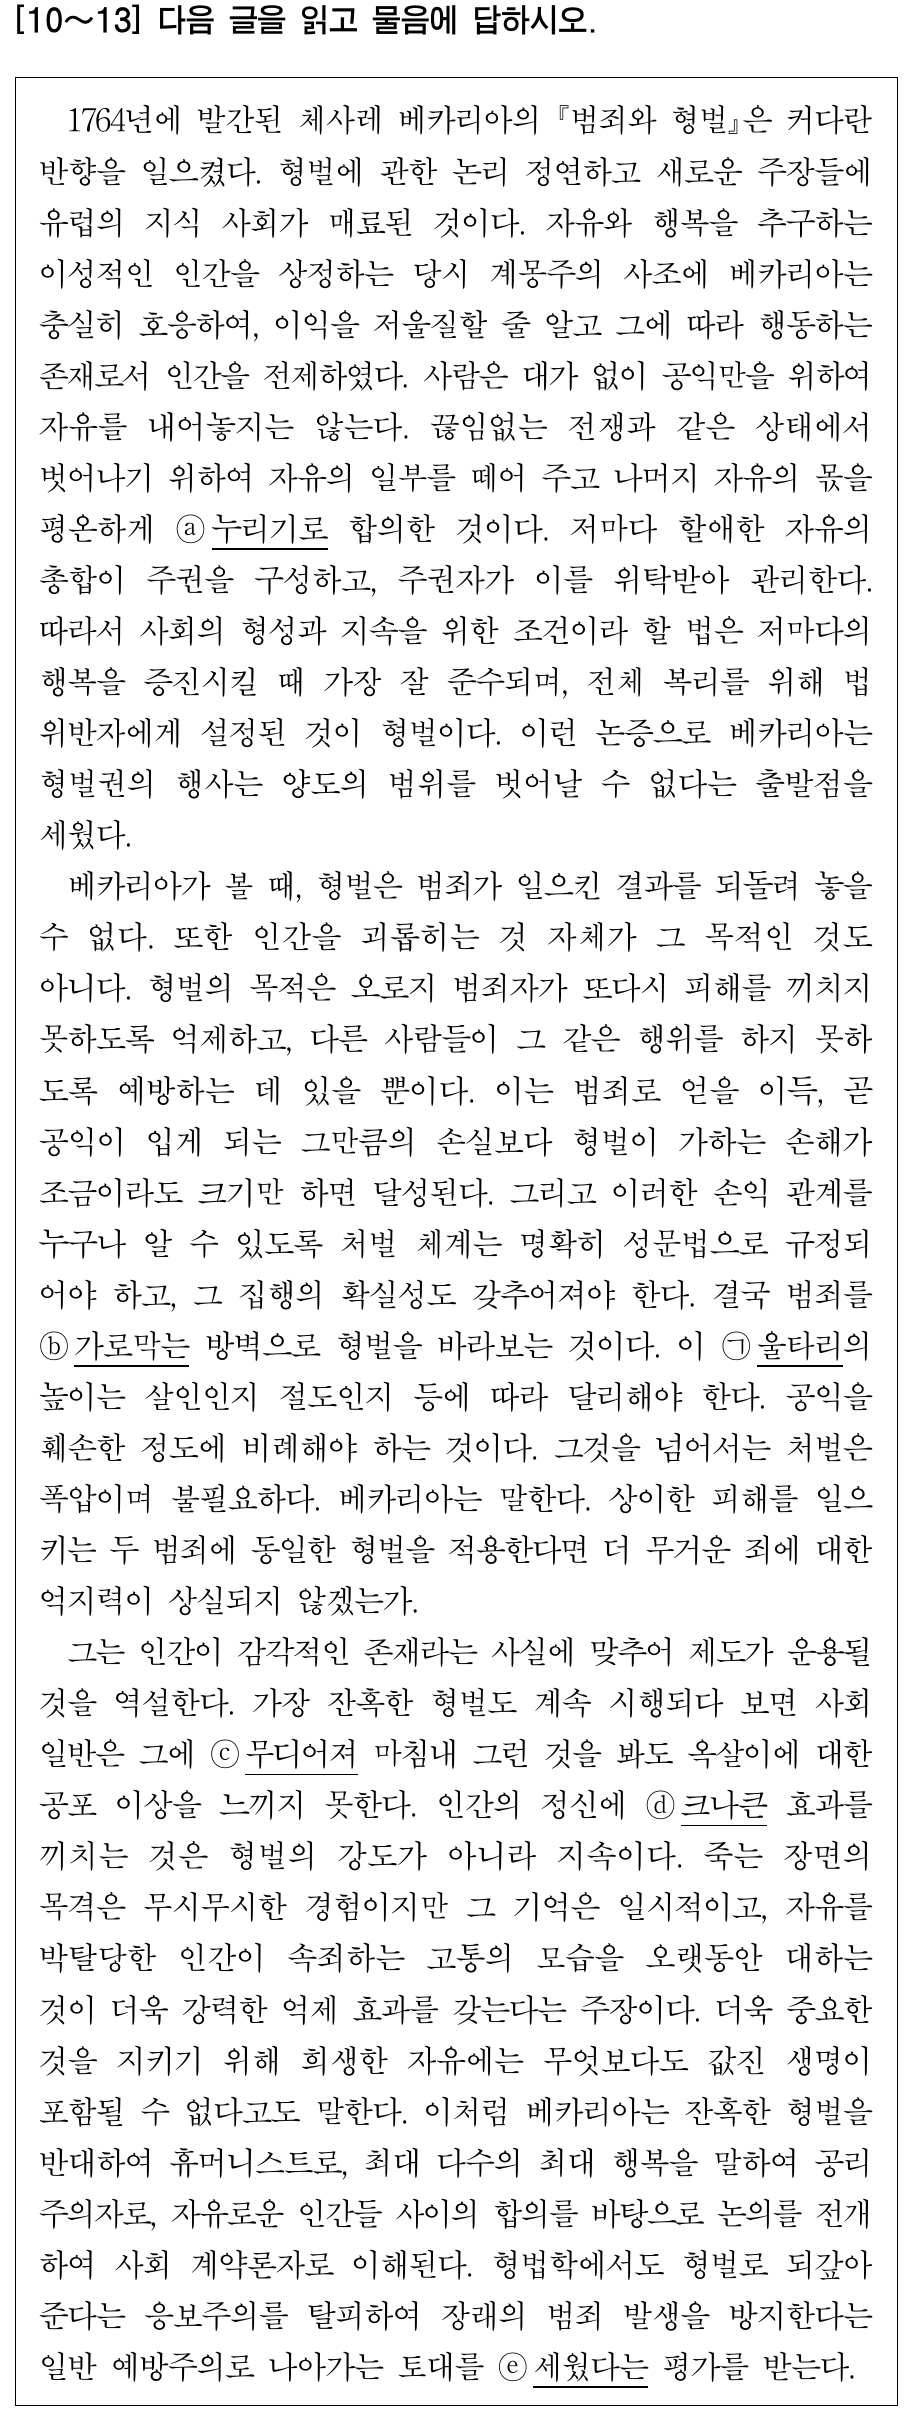 [10～13] 다음 글을 읽고 물음에 답하시오.
1764년에 발간된 체사레 베카리아의 『범죄와 형벌』은 커다란
반향을 일으켰다. 형벌에 관한 논리 정연하고 새로운 주장들에
유럽의 지식 사회가 매료된 것이다. 자유와 행복을 추구하는
이성적인 인간을 상정하는 당시 계몽주의 사조에 베카리아는
충실히 호응하여, 이익을 저울질할 줄 알고 그에 따라 행동하는
존재로서 인간을 전제하였다. 사람은 대가 없이 공익만을 위하여
자유를 내어놓지는 않는다. 끊임없는 전쟁과 같은 상태에서
벗어나기 위하여 자유의 일부를 떼어 주고 나머지 자유의 몫을
평온하게 ⓐ누리기로 합의한 것이다. 저마다 할애한 자유의
총합이 주권을 구성하고, 주권자가 이를 위탁받아 관리한다.
따라서 사회의 형성과 지속을 위한 조건이라 할 법은 저마다의
행복을 증진시킬 때 가장 잘 준수되며, 전체 복리를 위해 법
위반자에게 설정된 것이 형벌이다. 이런 논증으로 베카리아는
형벌권의 행사는 양도의 범위를 벗어날 수 없다는 출발점을
세웠다.
베카리아가 볼 때, 형벌은 범죄가 일으킨 결과를 되돌려 놓을
수 없다. 또한 인간을 괴롭히는 것 자체가 그 목적인 것도
아니다. 형벌의 목적은 오로지 범죄자가 또다시 피해를 끼치지
못하도록 억제하고, 다른 사람들이 그 같은 행위를 하지 못하
도록 예방하는 데 있을 뿐이다. 이는 범죄로 얻을 이득, 곧
공익이 입게 되는 그만큼의 손실보다 형벌이 가하는 손해가
조금이라도 크기만 하면 달성된다. 그리고 이러한 손익 관계를
누구나 알 수 있도록 처벌 체계는 명확히 성문법으로 규정되
어야 하고, 그 집행의 확실성도 갖추어져야 한다. 결국 범죄를
ⓑ가로막는 방벽으로 형벌을 바라보는 것이다. 이 ㉠울타리의
높이는 살인인지 절도인지 등에 따라 달리해야 한다. 공익을
훼손한 정도에 비례해야 하는 것이다. 그것을 넘어서는 처벌은
폭압이며 불필요하다. 베카리아는 말한다. 상이한 피해를 일으
키는 두 범죄에 동일한 형벌을 적용한다면 더 무거운 죄에 대한
억지력이 상실되지 않겠는가.
그는 인간이 감각적인 존재라는 사실에 맞추어 제도가 운용될
것을 역설한다. 가장 잔혹한 형벌도 계속 시행되다 보면 사회
일반은 그에 ⓒ무디어져 마침내 그런 것을 봐도 옥살이에 대한
공포 이상을 느끼지 못한다. 인간의 정신에 ⓓ크나큰 효과를
끼치는 것은 형벌의 강도가 아니라 지속이다. 죽는 장면의
목격은 무시무시한 경험이지만 그 기억은 일시적이고, 자유를
박탈당한 인간이 속죄하는 고통의 모습을 오랫동안 대하는
것이 더욱 강력한 억제 효과를 갖는다는 주장이다. 더욱 중요한
것을 지키기 위해 희생한 자유에는 무엇보다도 값진 생명이
포함될 수 없다고도 말한다. 이처럼 베카리아는 잔혹한 형벌을
반대하여 휴머니스트로, 최대 다수의 최대 행복을 말하여 공리
주의자로, 자유로운 인간들 사이의 합의를 바탕으로 논의를 전개
하여 사회 계약론자로 이해된다. 형법학에서도 형벌로 되갚아
준다는 응보주의를 탈피하여 장래의 범죄 발생을 방지한다는
일반 예방주의로 나아가는 토대를 ⓔ세웠다는 평가를 받는다.